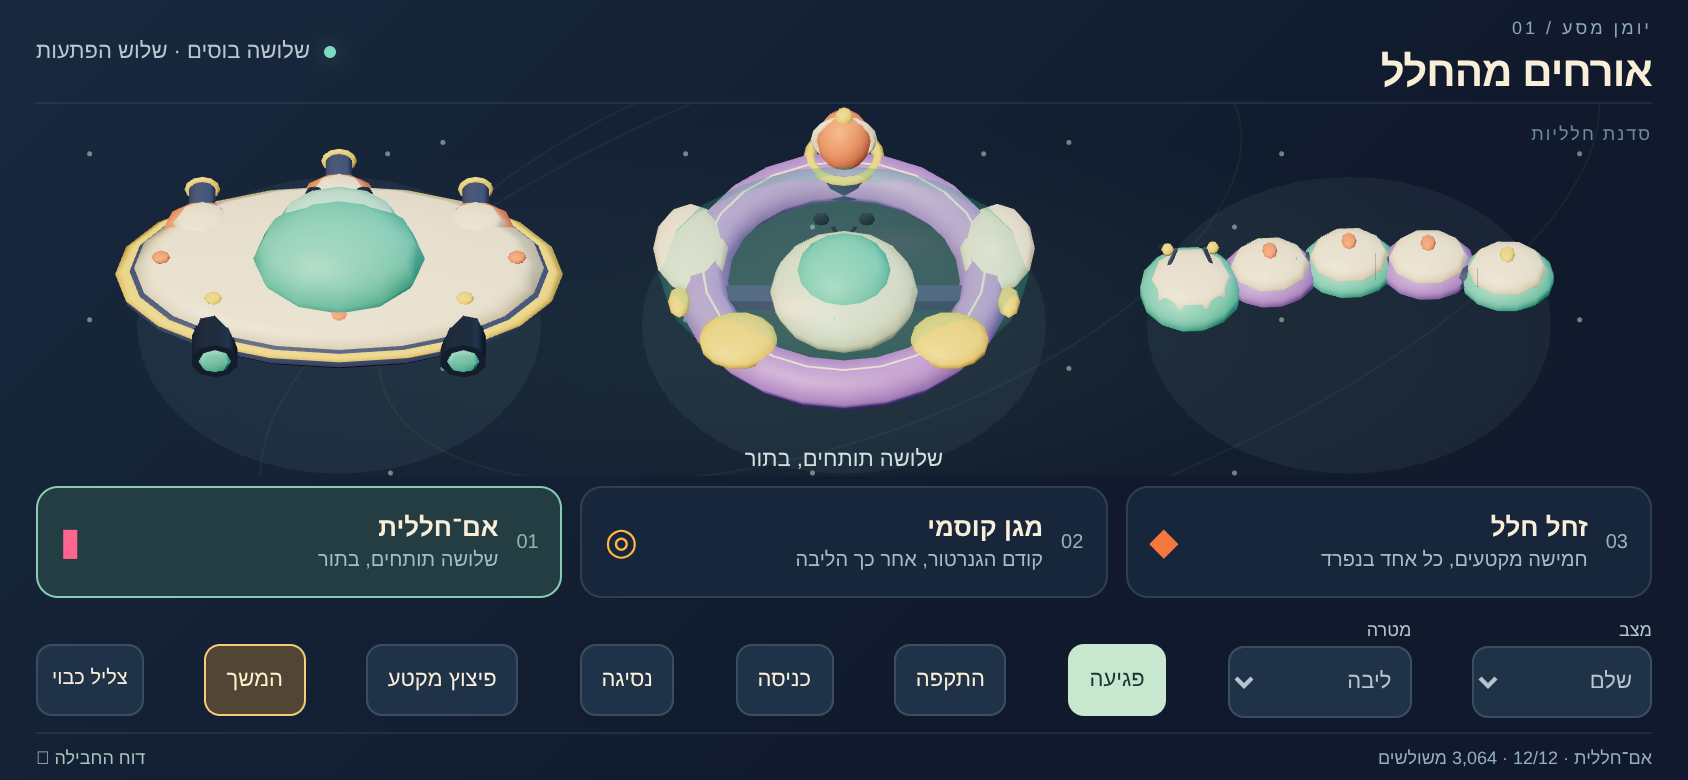 יומן מסע / 01
אורחים מהחלל
שלושה בוסים · שלוש הפתעות
סדנת חלליות
שלושה תותחים, בתור
03
זחל חלל
חמישה מקטעים, כל אחד בנפרד
02
מגן קוסמי
קודם הגנרטור, אחר כך הליבה
01
אם־חללית
שלושה תותחים, בתור
מצב
שלם
מטרה
ליבה
פגיעה
התקפה
כניסה
נסיגה
פיצוץ מקטע
המשך
צליל כבוי
אם־חללית · 12/12 · 3,064 משולשים
דוח החבילה